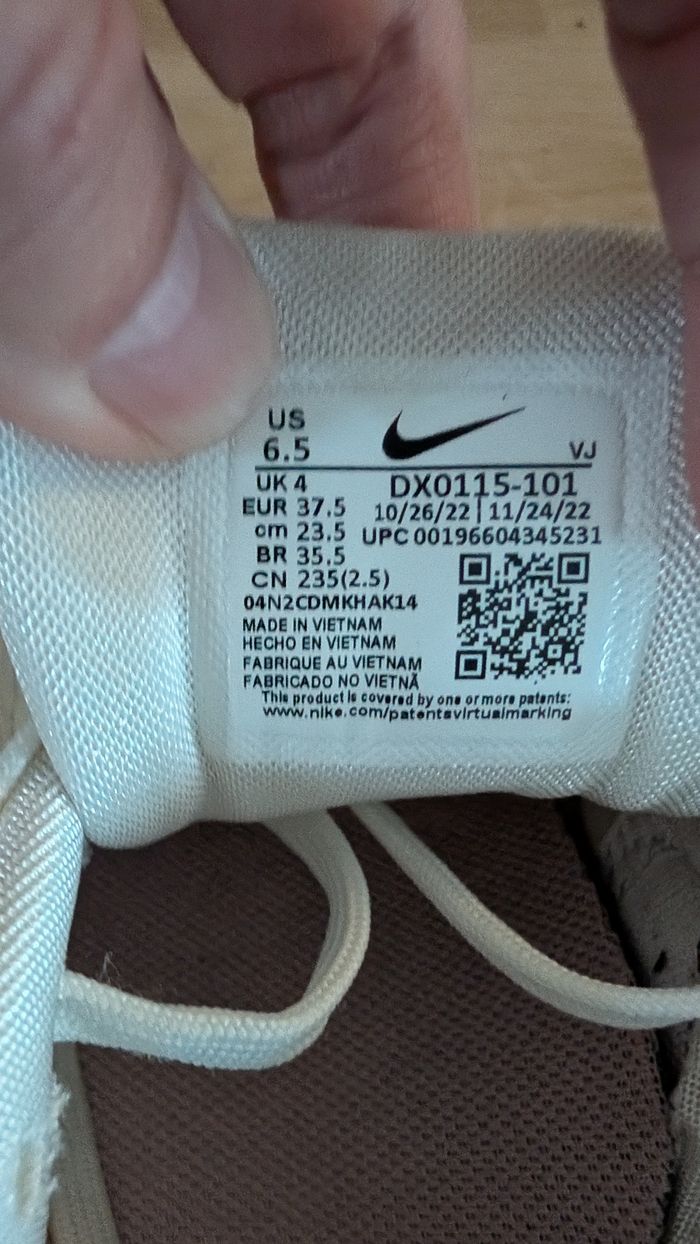 US
6.5
VJ
UK 4
DX0115-101
EUR 37.5
10/26/22 | 11/24/22
cm 23.5
UPC 00196604345231
BR 35.5
CN 235(2.5)
04N2CDMKHAK14
MADE IN VIETNAM
HECHO EN VIETNAM
FABRIQUE AU VIETNAM
FABRICADO NO VIETNÃ
This product is covered by one or more patents:
www.nike.com/patentsvirtualmarking